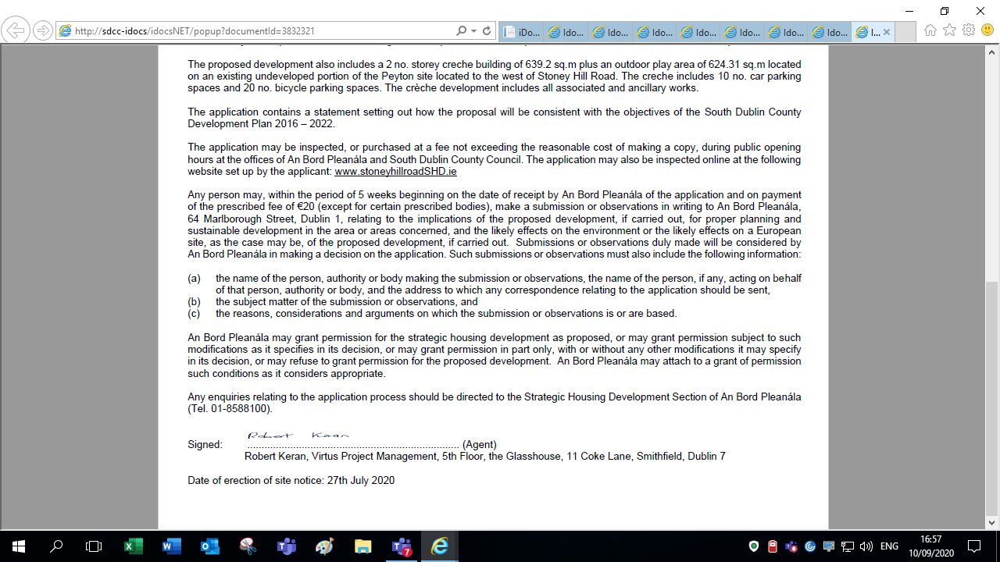 http://sdcc-idocs/idocsNET/popup?documentId=3832321
iDo...
Ido...
Ido...
Ido...
Ido...
Ido...
Ido...
Ido...
I...
The proposed development also includes a 2 no. storey creche building of 639.2 sq.m plus an outdoor play area of 624.31 sq.m located
on an existing undeveloped portion of the Peyton site located to the west of Stoney Hill Road. The creche includes 10 no. car parking
spaces and 20 no. bicycle parking spaces. The crèche development includes all associated and ancillary works.
The application contains a statement setting out how the proposal will be consistent with the objectives of the South Dublin County
Development Plan 2016 – 2022.
The application may be inspected, or purchased at a fee not exceeding the reasonable cost of making a copy, during public opening
hours at the offices of An Bord Pleanála and South Dublin County Council. The application may also be inspected online at the following
website set up by the applicant: www.stoneyhillroadSHD.ie
Any person may, within the period of 5 weeks beginning on the date of receipt by An Bord Pleanála of the application and on payment
of the prescribed fee of €20 (except for certain prescribed bodies), make a submission or observations in writing to An Bord Pleanála,
64 Marlborough Street, Dublin 1, relating to the implications of the proposed development, if carried out, for proper planning and
sustainable development in the area or areas concerned, and the likely effects on the environment or the likely effects on a European
site, as the case may be, of the proposed development, if carried out. Submissions or observations duly made will be considered by
An Bord Pleanála in making a decision on the application. Such submissions or observations must also include the following information:
(a) the name of the person, authority or body making the submission or observations, the name of the person, if any, acting on behalf
of that person, authority or body, and the address to which any correspondence relating to the application should be sent,
(b) the subject matter of the submission or observations, and
(c) the reasons, considerations and arguments on which the submission or observations is or are based.
An Bord Pleanála may grant permission for the strategic housing development as proposed, or may grant permission subject to such
modifications as it specifies in its decision, or may grant permission in part only, with or without any other modifications it may specify
in its decision, or may refuse to grant permission for the proposed development. An Bord Pleanála may attach to a grant of permission
such conditions as it considers appropriate.
Any enquiries relating to the application process should be directed to the Strategic Housing Development Section of An Bord Pleanála
(Tel. 01-8588100).
Robert Keran
Signed: ........................................................................... (Agent)
Robert Keran, Virtus Project Management, 5th Floor, the Glasshouse, 11 Coke Lane, Smithfield, Dublin 7
Date of erection of site notice: 27th July 2020
7
ENG
16:57
10/09/2020